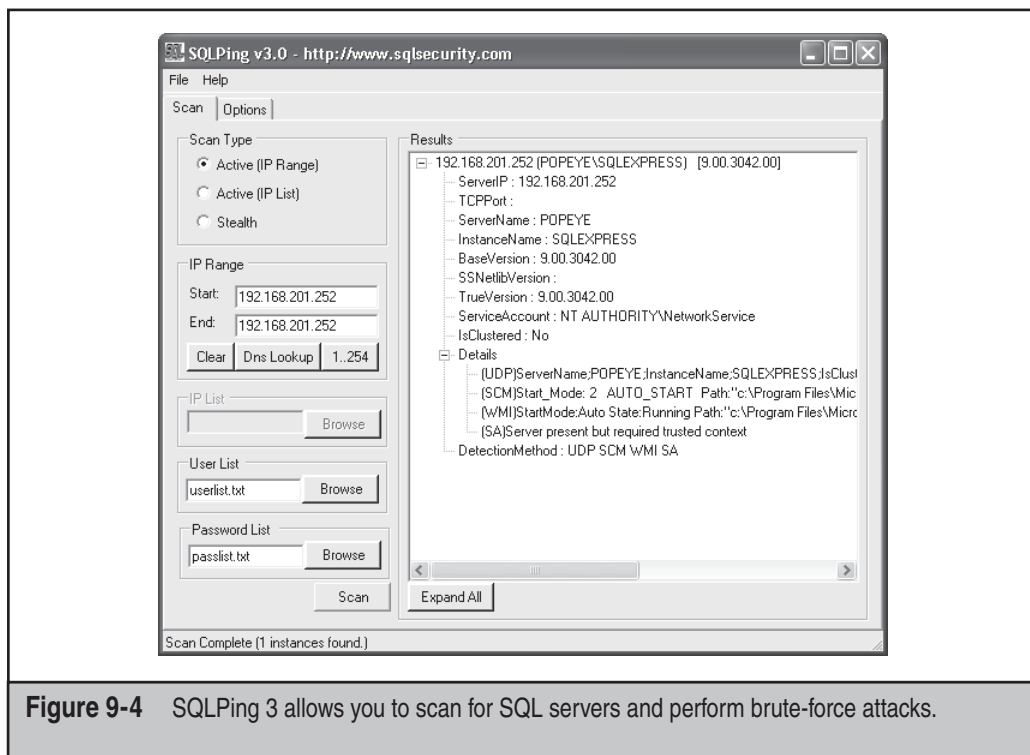 SQLPing v3.0 - http://www.sqlsecurity.com
File Help
Scan Options
Scan Type
Active (IP Range)
Active (IP List)
Stealth
IP Range
Start: 192.168.201.252
End: 192.168.201.252
Clear Dns Lookup 1..254
IP List
Browse
User List
userlist.txt Browse
Password List
passlist.txt Browse
Scan
Results
192.168.201.252 (POPEYE\SQLEXPRESS) [9.00.3042.00]
ServerIP : 192.168.201.252
TCPPort :
ServerName : POPEYE
InstanceName : SQLEXPRESS
BaseVersion : 9.00.3042.00
SSNetlibVersion :
TrueVersion : 9.00.3042.00
ServiceAccount : NT AUTHORITY\NetworkService
IsClustered : No
Details
(UDP)ServerName;POPEYE;InstanceName;SQLEXPRESS;IsClust
(SCM)Start_Mode: 2 AUTO_START Path:"c:\Program Files\Mic
(WMI)StartMode:Auto State:Running Path:"c:\Program Files\Micro
(SA)Server present but required trusted context
DetectionMethod : UDP SCM WMI SA
Expand All
Scan Complete (1 instances found.)
Figure 9-4 SQLPing 3 allows you to scan for SQL servers and perform brute-force attacks.